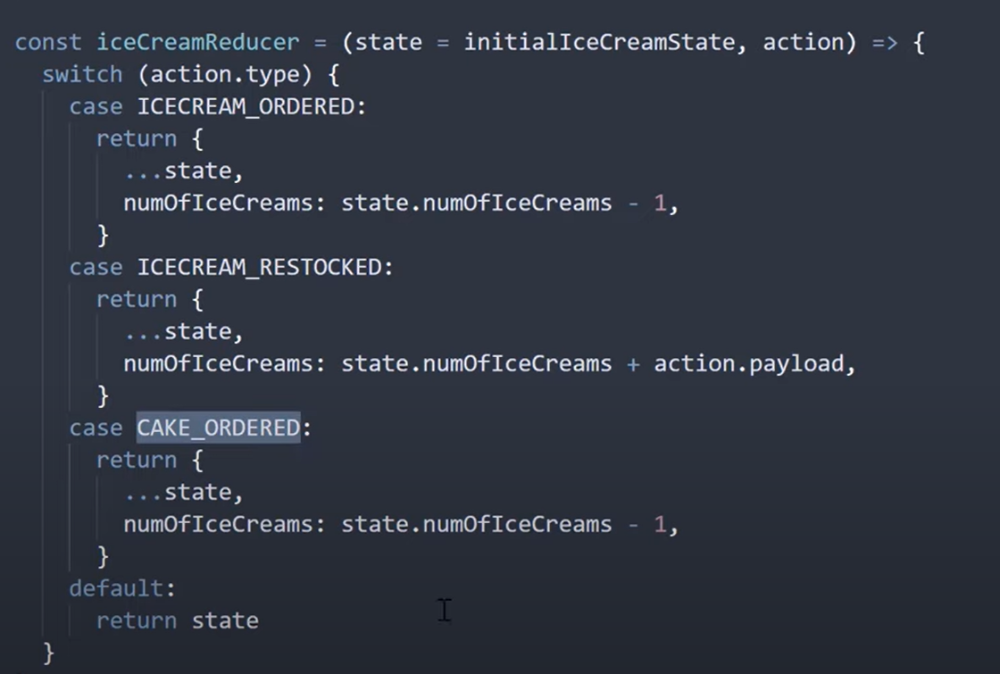 const iceCreamReducer = (state = initialIceCreamState, action) => {
  switch (action.type) {
    case ICECREAM_ORDERED:
      return {
        ...state,
        numOfIceCreams: state.numOfIceCreams - 1,
      }
    case ICECREAM_RESTOCKED:
      return {
        ...state,
        numOfIceCreams: state.numOfIceCreams + action.payload,
      }
    case CAKE_ORDERED:
      return {
        ...state,
        numOfIceCreams: state.numOfIceCreams - 1,
      }
    default:
      return state
  }